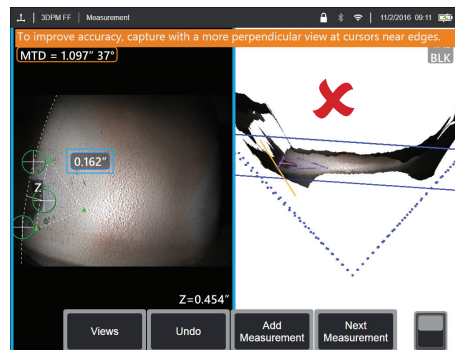 3DPM FF Measurement 11/2/2016 09:11
To improve accuracy, capture with a more perpendicular view at cursors near edges.
MTD = 1.097" 37°
BLK
0.162"
Z
Z=0.454"
Views
Undo
Add
Measurement
Next
Measurement